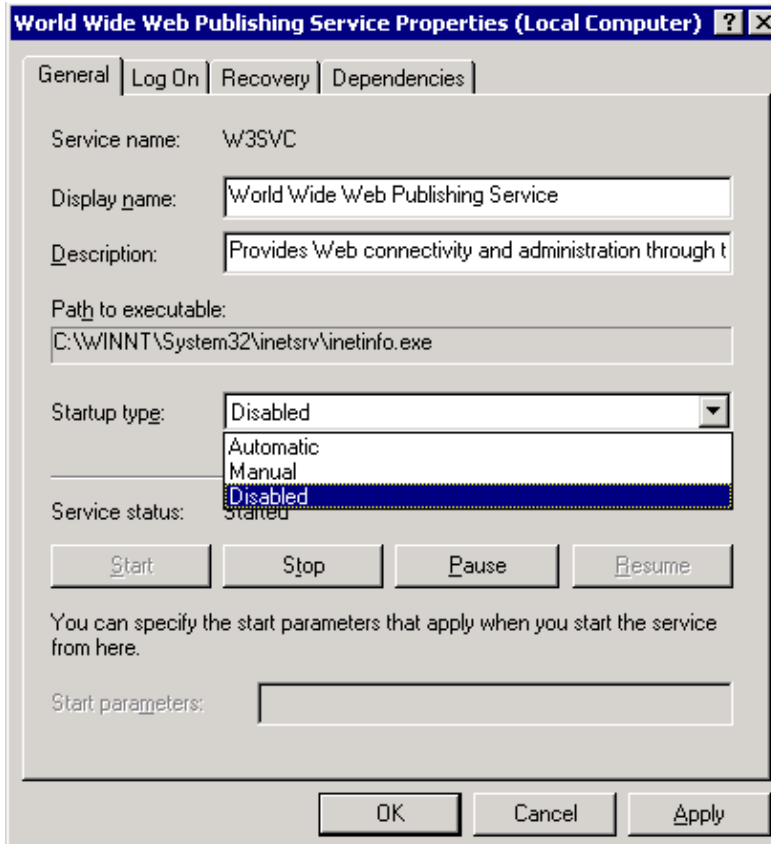 World Wide Web Publishing Service Properties (Local Computer) ? X
General Log On Recovery Dependencies
Service name: W3SVC
Display name: World Wide Web Publishing Service
Description: Provides Web connectivity and administration through t
Path to executable:
C:\WINNT\System32\inetsrv\inetinfo.exe
Startup type: Disabled
Automatic
Manual
Disabled
Service status: Started
Start Stop Pause Resume
You can specify the start parameters that apply when you start the service
from here.
Start parameters:
OK Cancel Apply